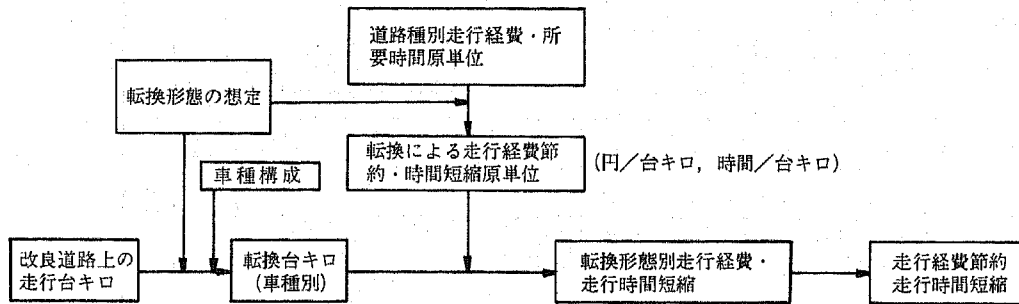 道路種別走行経費・所
要時間原単位
転換形態の想定
転換による走行経費節
約・時間短縮原単位
(円／台キロ，時間／台キロ)
車種構成
改良道路上の
走行台キロ
転換台キロ
(車種別)
転換形態別走行経費・
走行時間短縮
走行経費節約
走行時間短縮